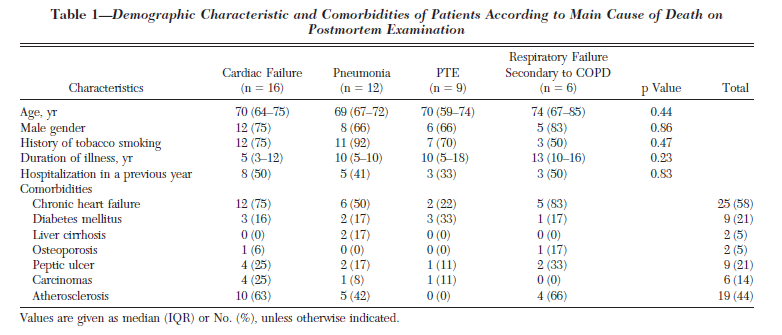 Table 1—Demographic Characteristic and Comorbidities of Patients According to Main Cause of Death on
Postmortem Examination
Characteristics Cardiac Failure (n = 16) Pneumonia (n = 12) PTE (n = 9) Respiratory Failure Secondary to COPD (n = 6) p Value Total
Age, yr 70 (64–75) 69 (67–72) 70 (59–74) 74 (67–85) 0.44
Male gender 12 (75) 8 (66) 6 (66) 5 (83) 0.86
History of tobacco smoking 12 (75) 11 (92) 7 (70) 3 (50) 0.47
Duration of illness, yr 5 (3–12) 10 (5–10) 10 (5–18) 13 (10–16) 0.23
Hospitalization in a previous year 8 (50) 5 (41) 3 (33) 3 (50) 0.83
Comorbidities
Chronic heart failure 12 (75) 6 (50) 2 (22) 5 (83) 25 (58)
Diabetes mellitus 3 (16) 2 (17) 3 (33) 1 (17) 9 (21)
Liver cirrhosis 0 (0) 2 (17) 0 (0) 0 (0) 2 (5)
Osteoporosis 1 (6) 0 (0) 0 (0) 1 (17) 2 (5)
Peptic ulcer 4 (25) 2 (17) 1 (11) 2 (33) 9 (21)
Carcinomas 4 (25) 1 (8) 1 (11) 0 (0) 6 (14)
Atherosclerosis 10 (63) 5 (42) 0 (0) 4 (66) 19 (44)
Values are given as median (IQR) or No. (%), unless otherwise indicated.